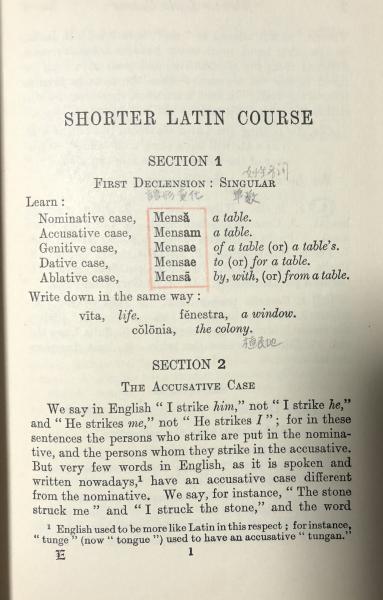 SHORTER LATIN COURSE
SECTION 1
FIRST DECLENSION : SINGULAR
單數
Learn :
Nominative case, Mensă a table.
Accusative case, Mensam a table.
Genitive case, Mensae of a table (or) a table's.
Dative case, Mensae to (or) for a table.
Ablative case, Mensā by, with, (or) from a table.
Write down in the same way :
vīta, life. fĕnestra, a window.
cŏlōnia, the colony.
植民地
SECTION 2
THE ACCUSATIVE CASE
We say in English “ I strike him,” not “ I strike he,”
and “ He strikes me,” not “ He strikes I ” ; for in these
sentences the persons who strike are put in the nomina-
tive, and the persons whom they strike in the accusative.
But very few words in English, as it is spoken and
written nowadays,¹ have an accusative case different
from the nominative. We say, for instance, “ The stone
struck me ” and “ I struck the stone,” and the word
¹ English used to be more like Latin in this respect ; for instance,
“ tunge ” (now “ tongue ”) used to have an accusative “ tungan.”
E 1